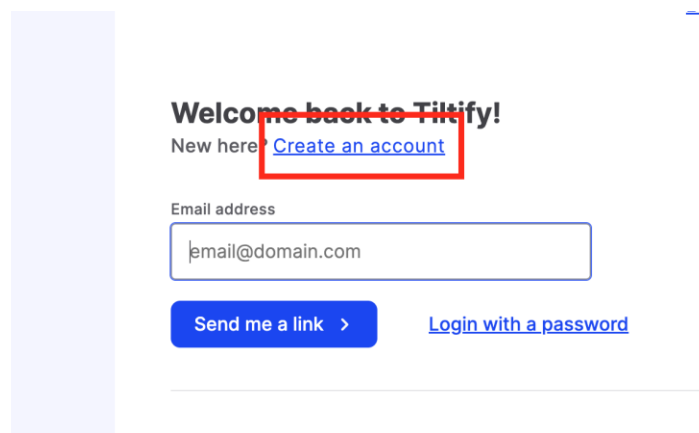 Welcome back to Tiltify!
New here? Create an account
Email address
email@domain.com
Send me a link >
Login with a password